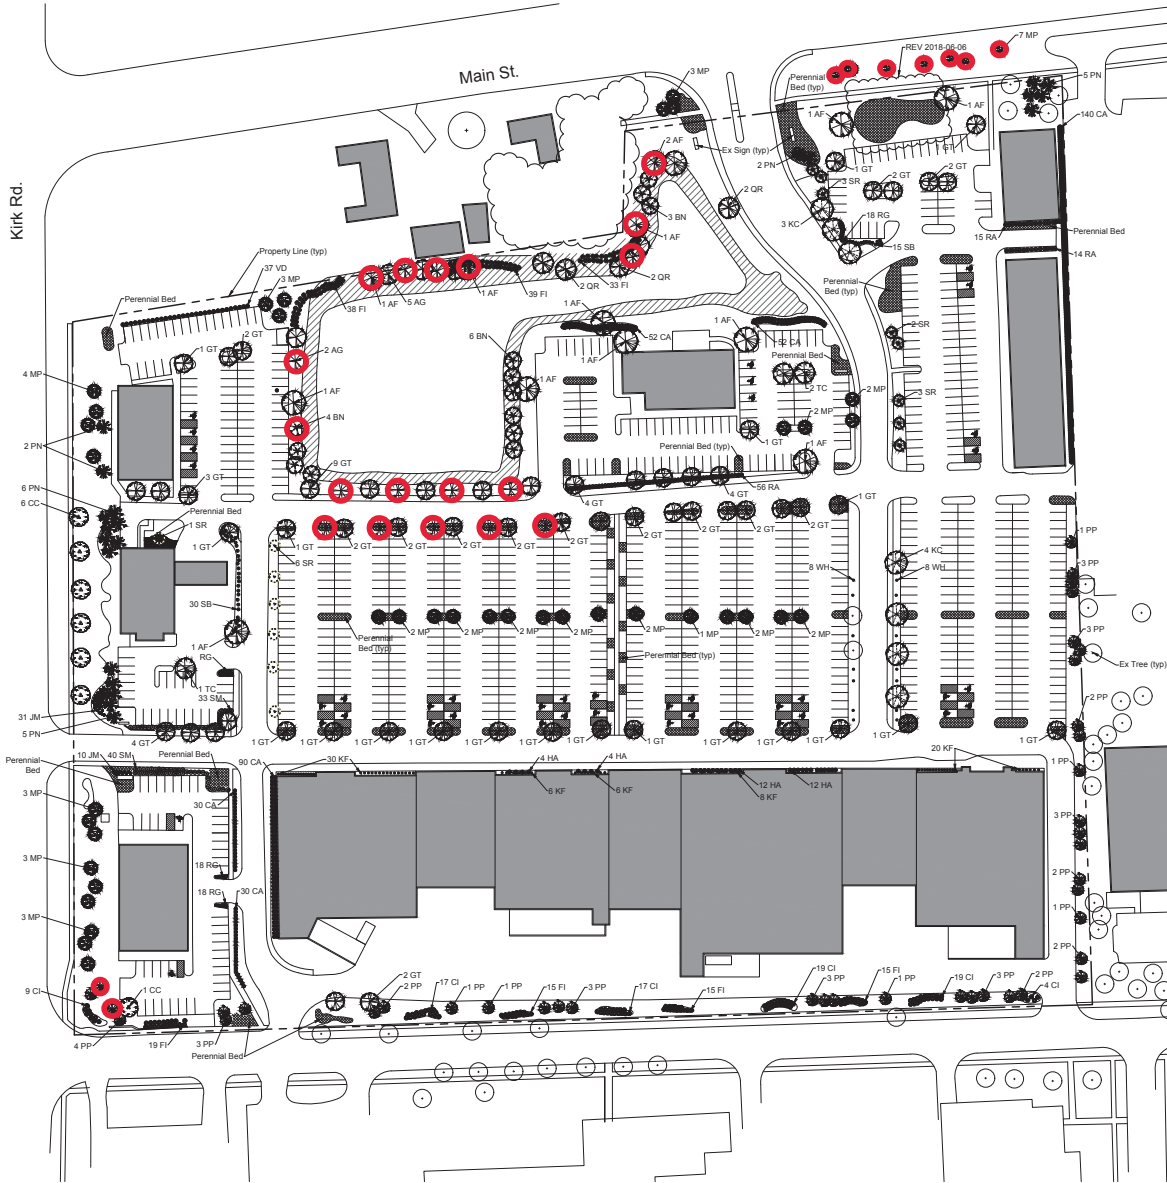 7 MP
REV 2018-06-06
Main St.
3 MP
Perennial
Bed (typ)
5 PN
1 AF
140 CA
1 AF
2 AF
Ex Sign (typ)
1 GT
2 PN
1 GT
2 GT
2 GT
3 SR
Kirk Rd.
2 QR
3 BN
18 RG
3 KC
1 AF
15 RA
Perennial Bed
15 SB
Property Line (typ)
14 RA
37 VD
3 MP
2 QR
Perennial
Bed (typ)
1 AF
5 AG
1 AF
39 FI
2 QR
33 FI
Perennial Bed
38 FI
1 AF
1 AF
2 SR
2 GT
6 BN
52 CA
52 CA
1 GT
2 AG
1 AF
Perennial Bed
4 MP
1 AF
1 AF
2 TC
2 MP
3 SR
4 BN
2 MP
2 PN
1 GT
1 AF
Perennial Bed (typ)
9 GT
3 GT
6 PN
4 GT
4 GT
56 RA
6 CC
Perennial Bed
1 GT
1 SR
1 GT
1 GT
2 GT
2 GT
2 GT
2 GT
2 GT
2 GT
2 GT
2 GT
2 GT
1 PP
4 KC
6 SR
8 WH
8 WH
3 PP
30 SB
Perennial
Bed (typ)
2 MP
2 MP
2 MP
2 MP
2 MP
1 MP
2 MP
2 MP
3 PP
1 AF
RG
Perennial Bed (typ)
Ex Tree (typ)
1 TC
33 SM
31 JM
2 PP
5 PN
4 GT
1 GT
1 GT
1 GT
1 GT
1 GT
1 GT
1 GT
1 GT
1 GT
1 GT
1 GT
1 GT
1 GT
Perennial
Bed
10 JM
40 SM
Perennial Bed
90 CA
30 KF
4 HA
4 HA
20 KF
1 PP
6 KF
6 KF
12 HA
8 KF
12 HA
3 MP
30 CA
3 PP
3 MP
18 RG
2 PP
18 RG
30 CA
3 MP
1 PP
2 PP
9 CI
1 CC
2 GT
2 PP
17 CI
1 PP
1 PP
15 FI
3 PP
17 CI
15 FI
19 CI
3 PP
15 FI
1 PP
19 CI
3 PP
2 PP
4 CI
4 PP
19 FI
3 PP
Perennial Bed